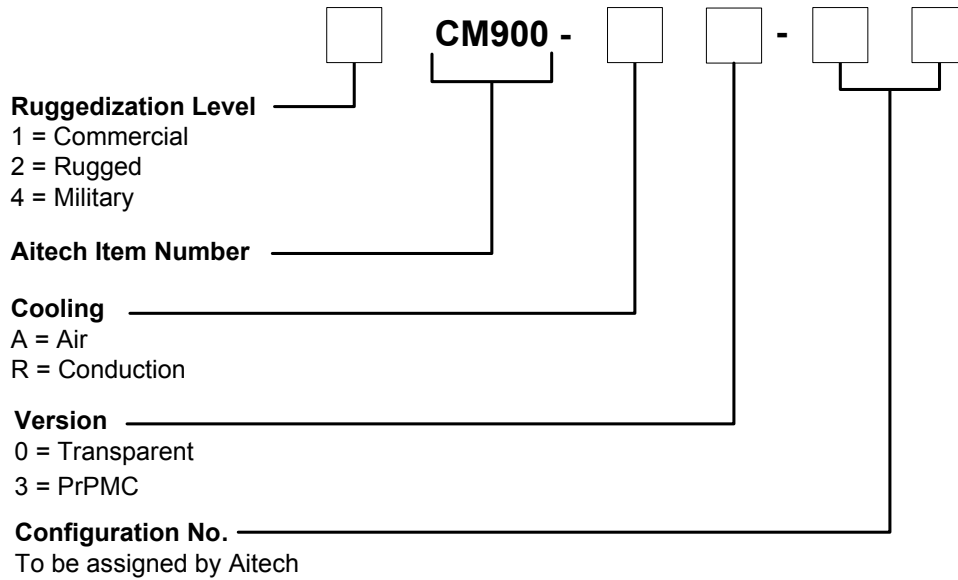 CM900 - -
Ruggedization Level
1 = Commercial
2 = Rugged
4 = Military
Aitech Item Number
Cooling
A = Air
R = Conduction
Version
0 = Transparent
3 = PrPMC
Configuration No.
To be assigned by Aitech